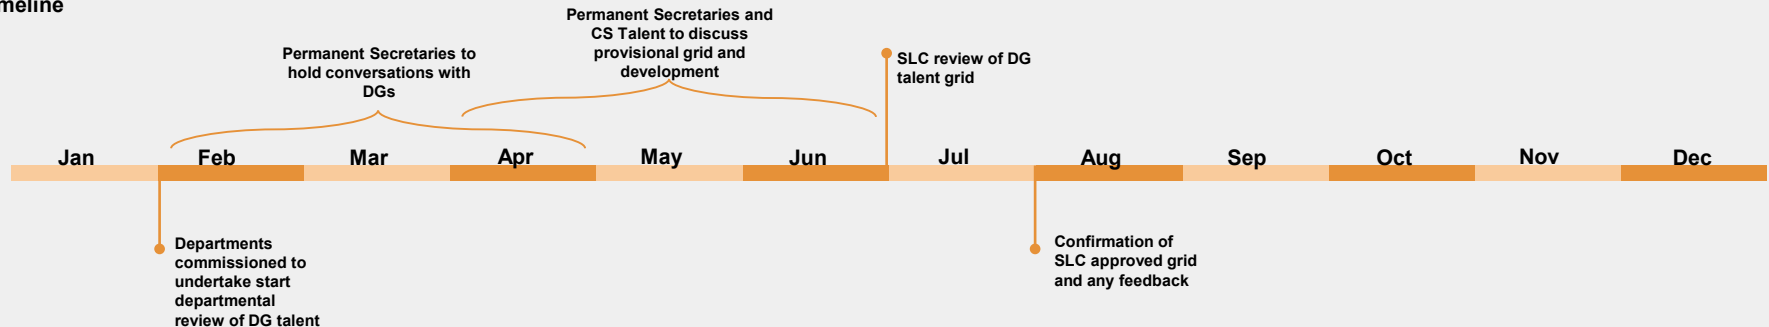 meline
Permanent Secretaries and
CS Talent to discuss
provisional grid and
development
Permanent Secretaries to
hold conversations with
DGs
SLC review of DG
talent grid
Jan Feb Mar Apr May Jun Jul Aug Sep Oct Nov Dec
Departments
commissioned to
undertake start
departmental
review of DG talent
Confirmation of
SLC approved grid
and any feedback